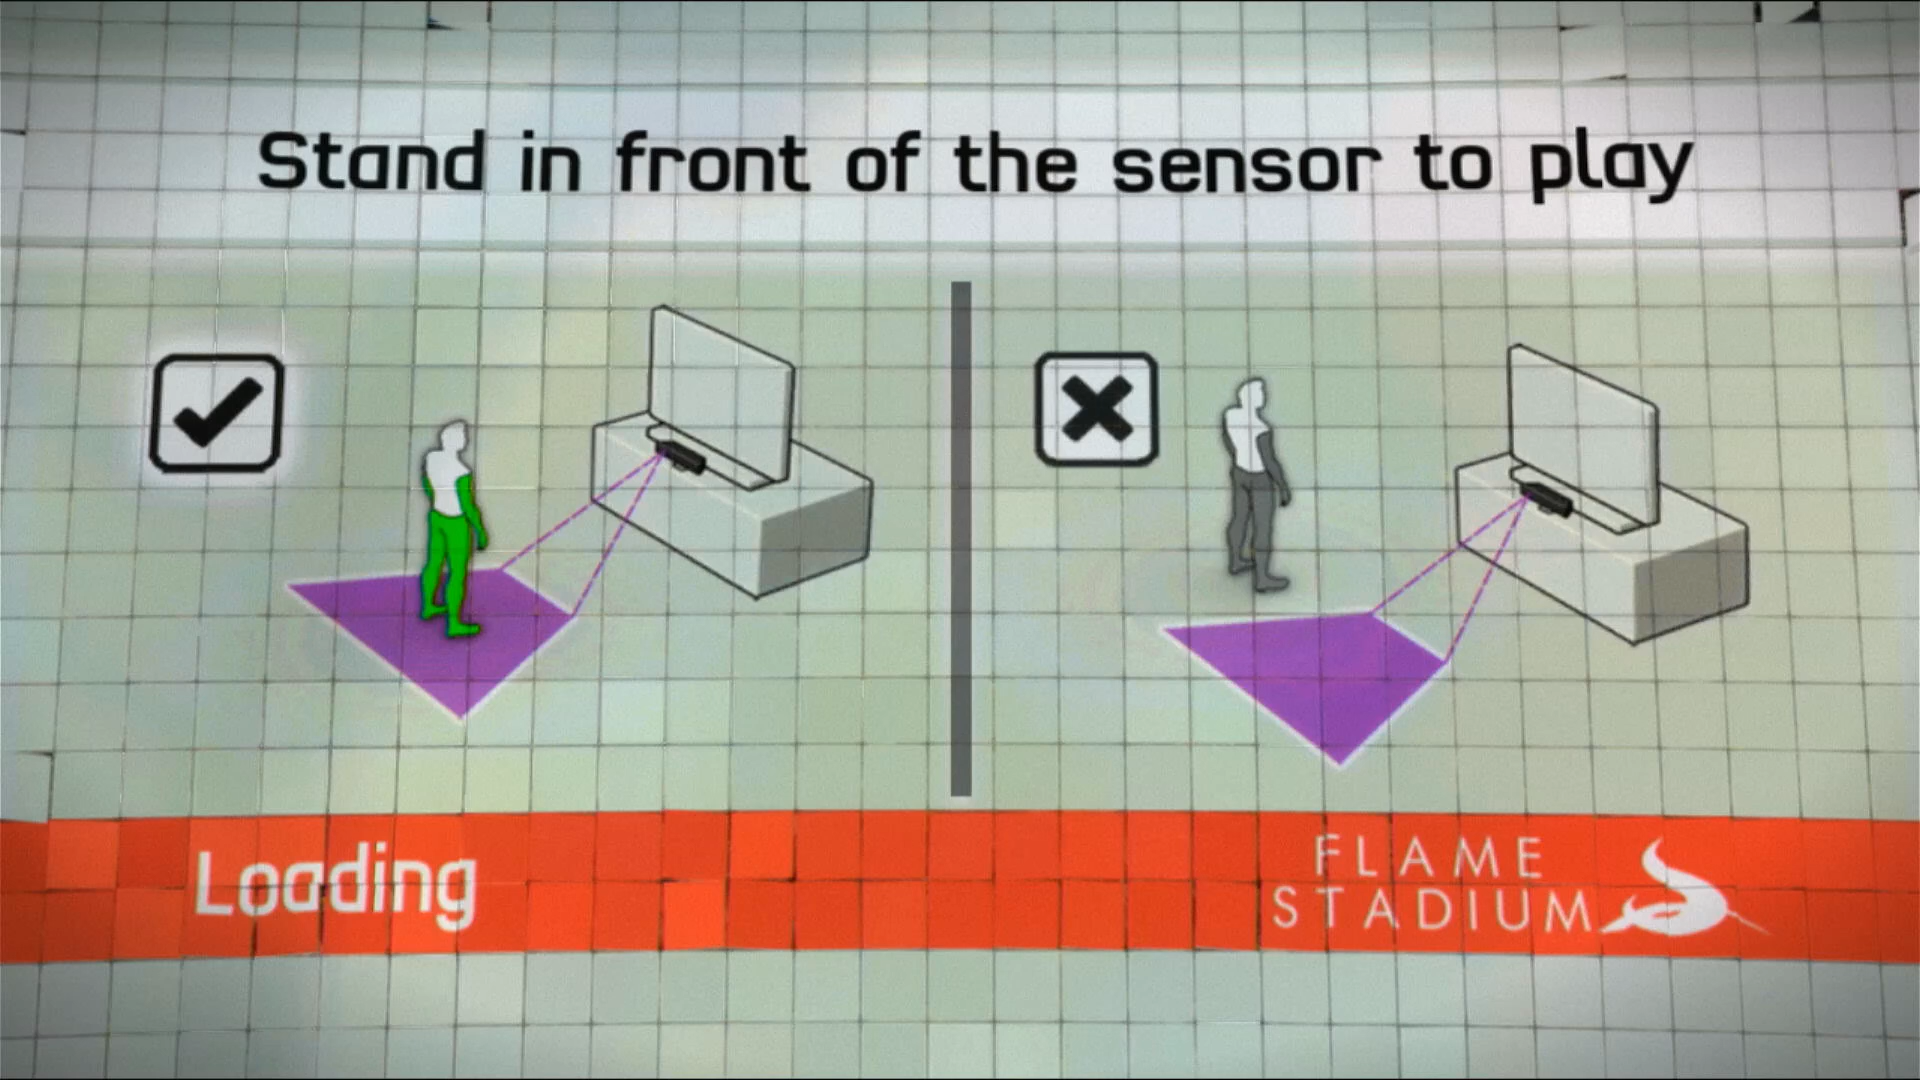 Stand in front of the sensor to play
Loading
FLAME
STADIUM